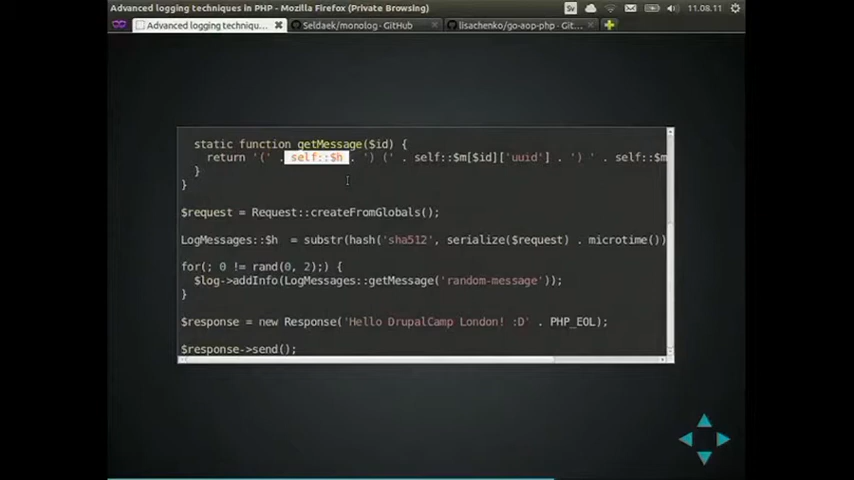 Advanced logging techniques in PHP - Mozilla Firefox (Private Browsing) Sv 11.08.11
Advanced logging techniqu... Seldaek/monolog · GitHub lisachenko/go-aop-php · Git...
static function getMessage($id) {
return '(' . self::$h . ') (' . self::$m[$id]['uuid'] . ') ' . self::$m
}
}
$request = Request::createFromGlobals();
LogMessages::$h = substr(hash('sha512', serialize($request) . microtime())
for(; 0 != rand(0, 2);) {
$log->addInfo(LogMessages::getMessage('random-message'));
}
$response = new Response('Hello DrupalCamp London! :D' . PHP_EOL);
$response->send();